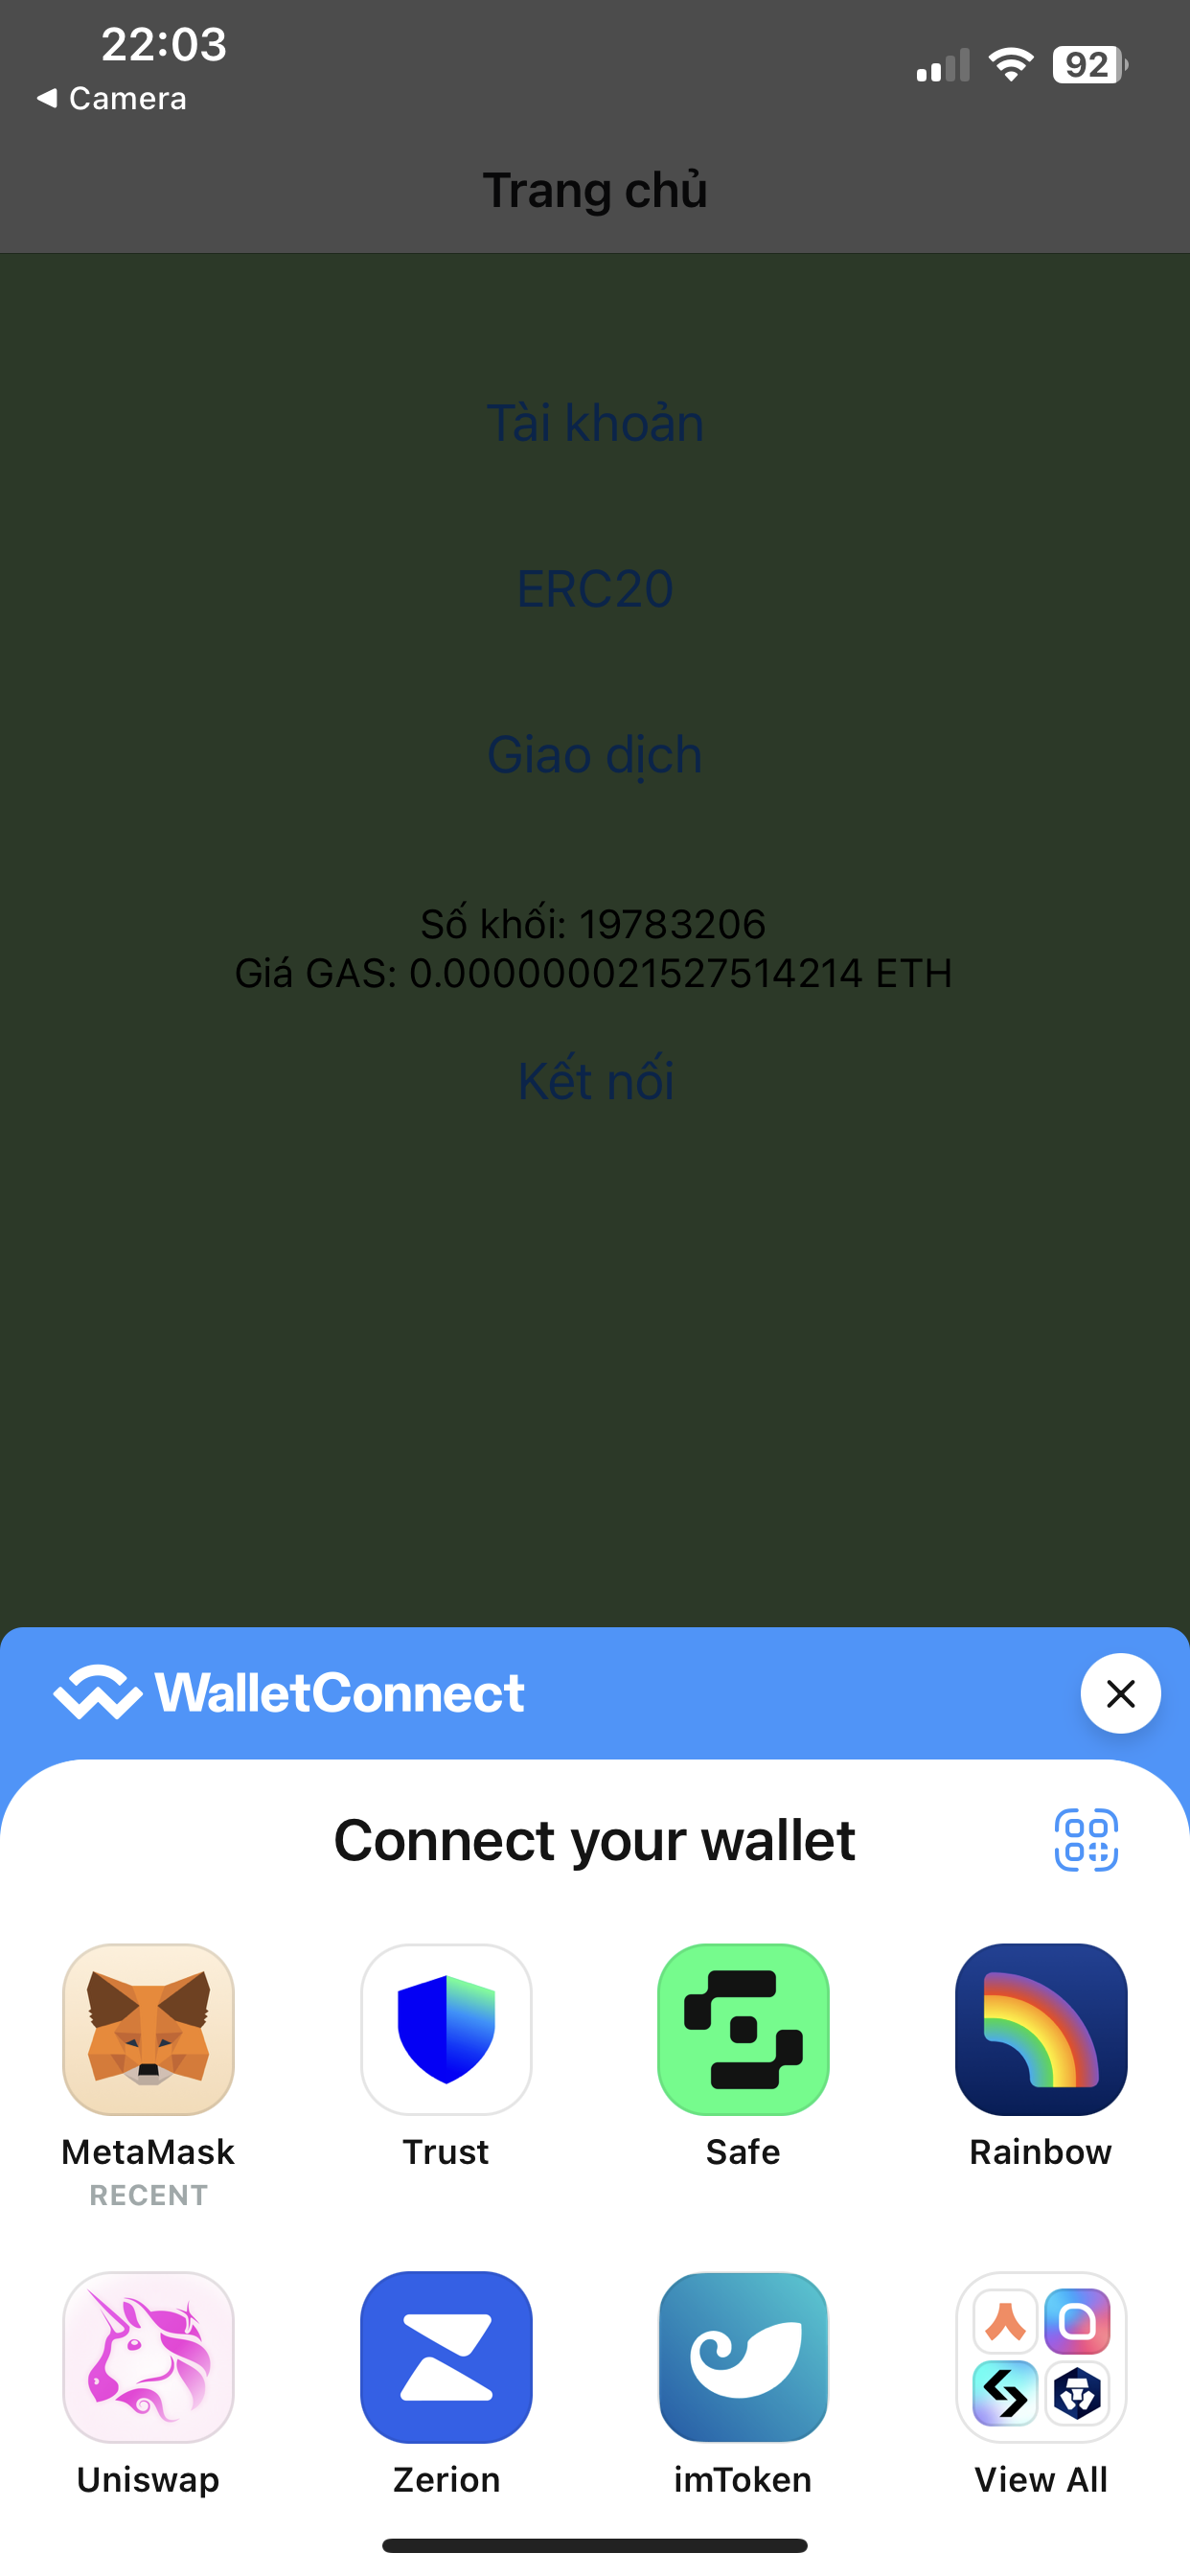 22:03
92
Camera
Trang chủ
Tài khoản
ERC20
Giao dịch
Số khối: 19783206
Giá GAS: 0.000000021527514214 ETH
Kết nối
WalletConnect
Connect your wallet
MetaMask
Trust
Safe
Rainbow
RECENT
Uniswap
Zerion
imToken
View All